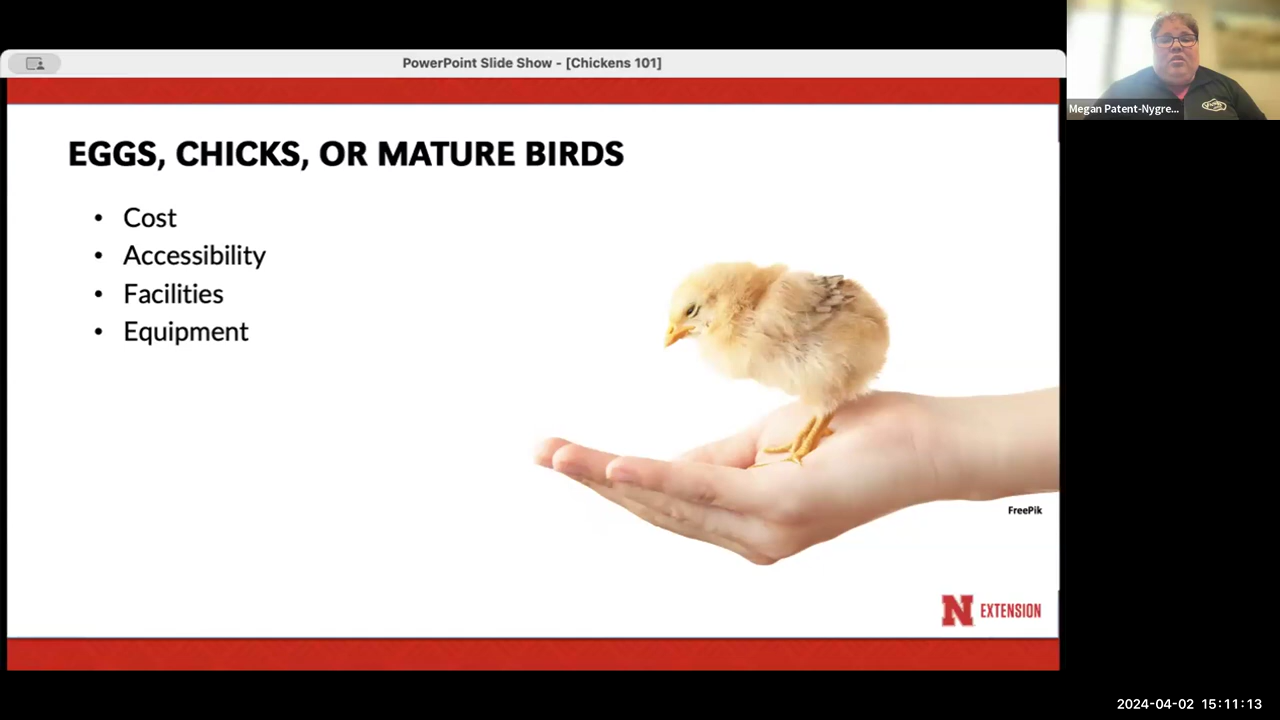 PowerPoint Slide Show - [Chickens 101]
Megan Patent-Nygre...
EGGS, CHICKS, OR MATURE BIRDS
• Cost
• Accessibility
• Facilities
• Equipment
FreePik
N EXTENSION
2024-04-02 15:11:13